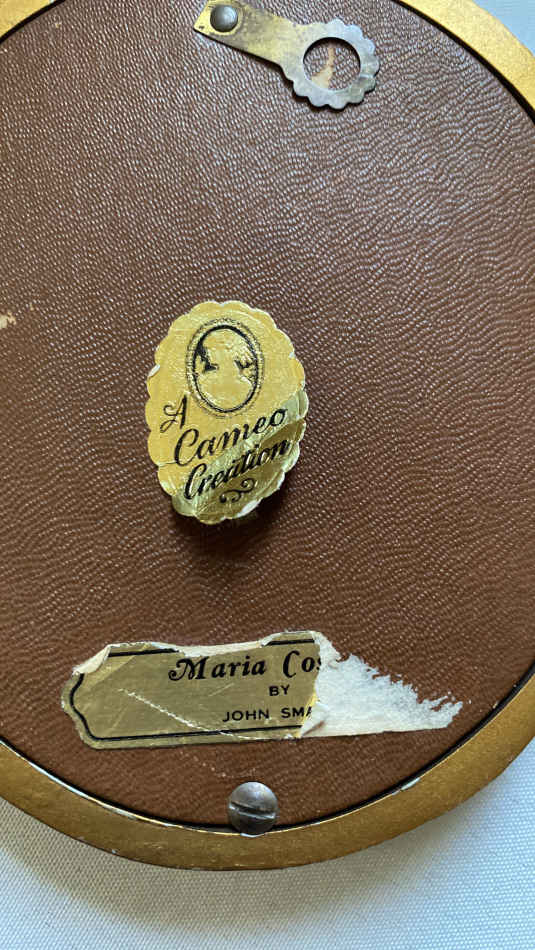 A
Cameo
Creation
Maria Cos
BY
JOHN SMA